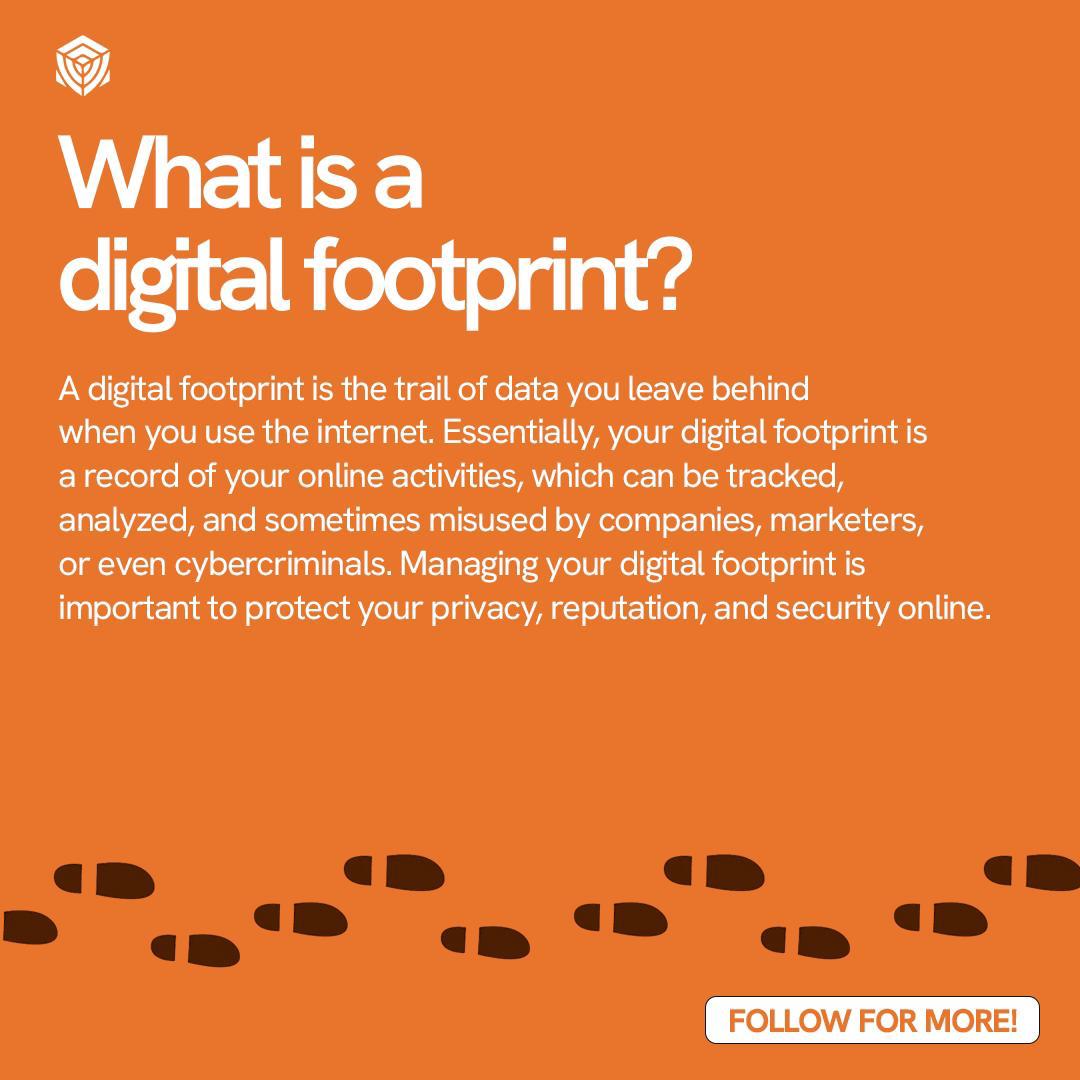 What is a
digital footprint?
A digital footprint is the trail of data you leave behind
when you use the internet. Essentially, your digital footprint is
a record of your online activities, which can be tracked,
analyzed, and sometimes misused by companies, marketers,
or even cybercriminals. Managing your digital footprint is
important to protect your privacy, reputation, and security online.
FOLLOW FOR MORE!